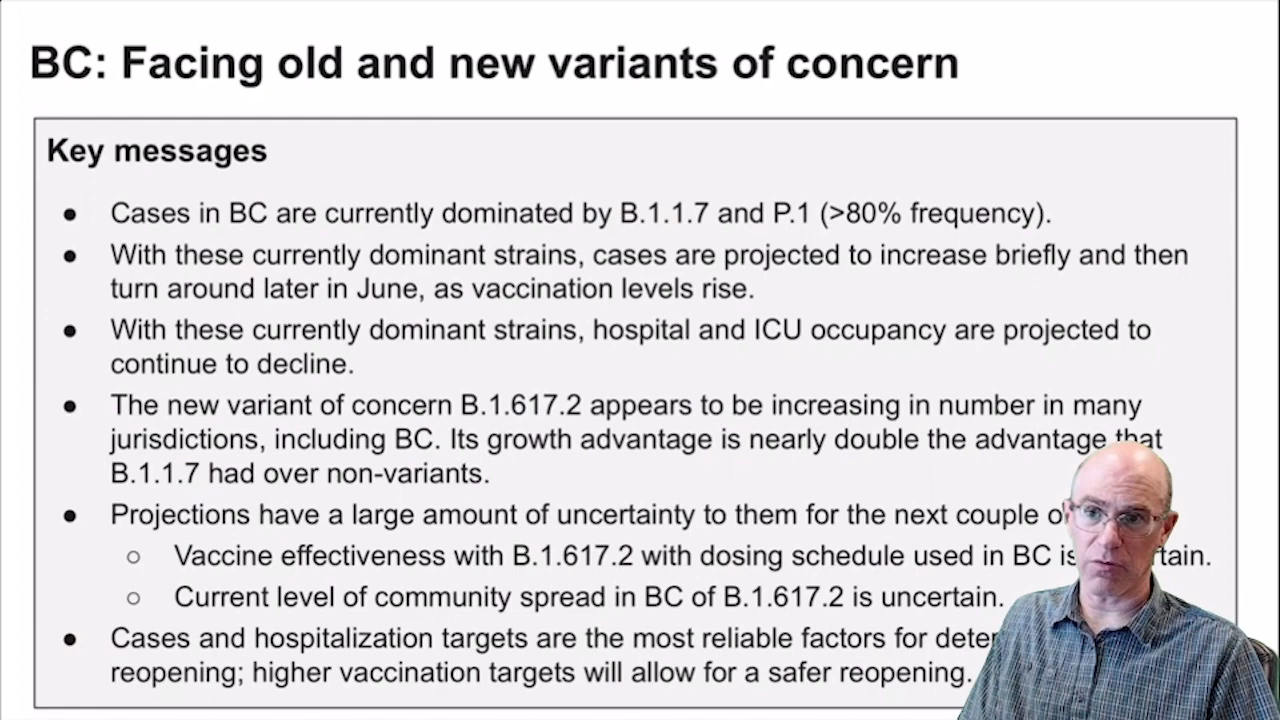 BC: Facing old and new variants of concern
Key messages
● Cases in BC are currently dominated by B.1.1.7 and P.1 (>80% frequency).
● With these currently dominant strains, cases are projected to increase briefly and then
turn around later in June, as vaccination levels rise.
● With these currently dominant strains, hospital and ICU occupancy are projected to
continue to decline.
● The new variant of concern B.1.617.2 appears to be increasing in number in many
jurisdictions, including BC. Its growth advantage is nearly double the advantage that
B.1.1.7 had over non-variants.
● Projections have a large amount of uncertainty to them for the next couple
○ Vaccine effectiveness with B.1.617.2 with dosing schedule used in BC is
○ Current level of community spread in BC of B.1.617.2 is uncertain.
● Cases and hospitalization targets are the most reliable factors for
reopening; higher vaccination targets will allow for a safer reopening.